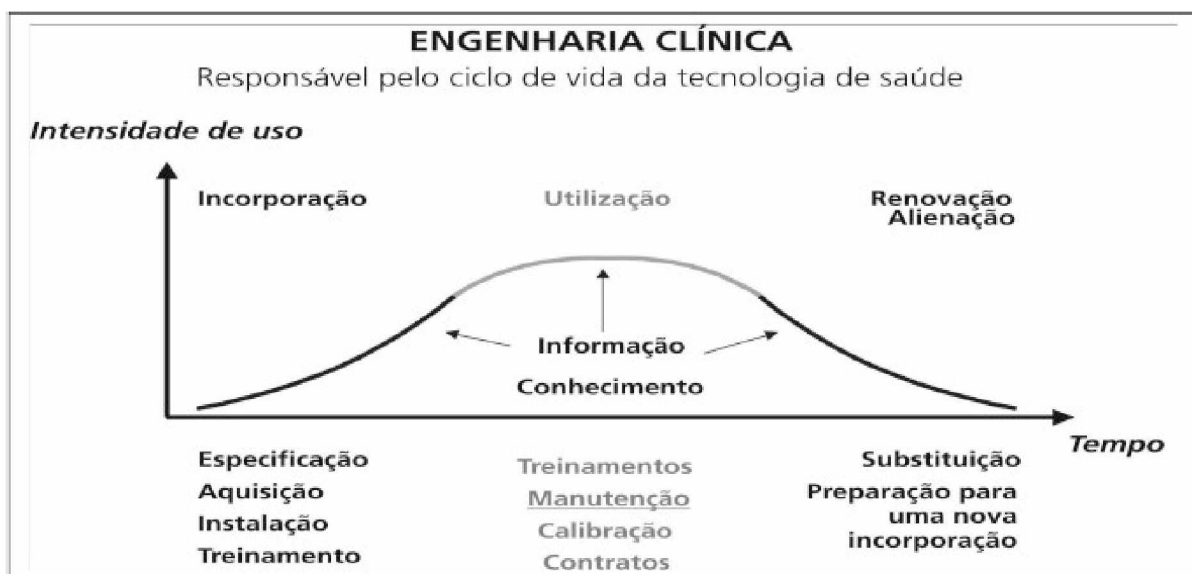 ENGENHARIA CLÍNICA
Responsável pelo ciclo de vida da tecnologia de saúde
Intensidade de uso
Incorporação
Utilização
Renovação
Alienação
Informação
Conhecimento
Tempo
Especificação
Aquisição
Instalação
Treinamento
Treinamentos
Manutenção
Calibração
Contratos
Substituição
Preparação para
uma nova
incorporação